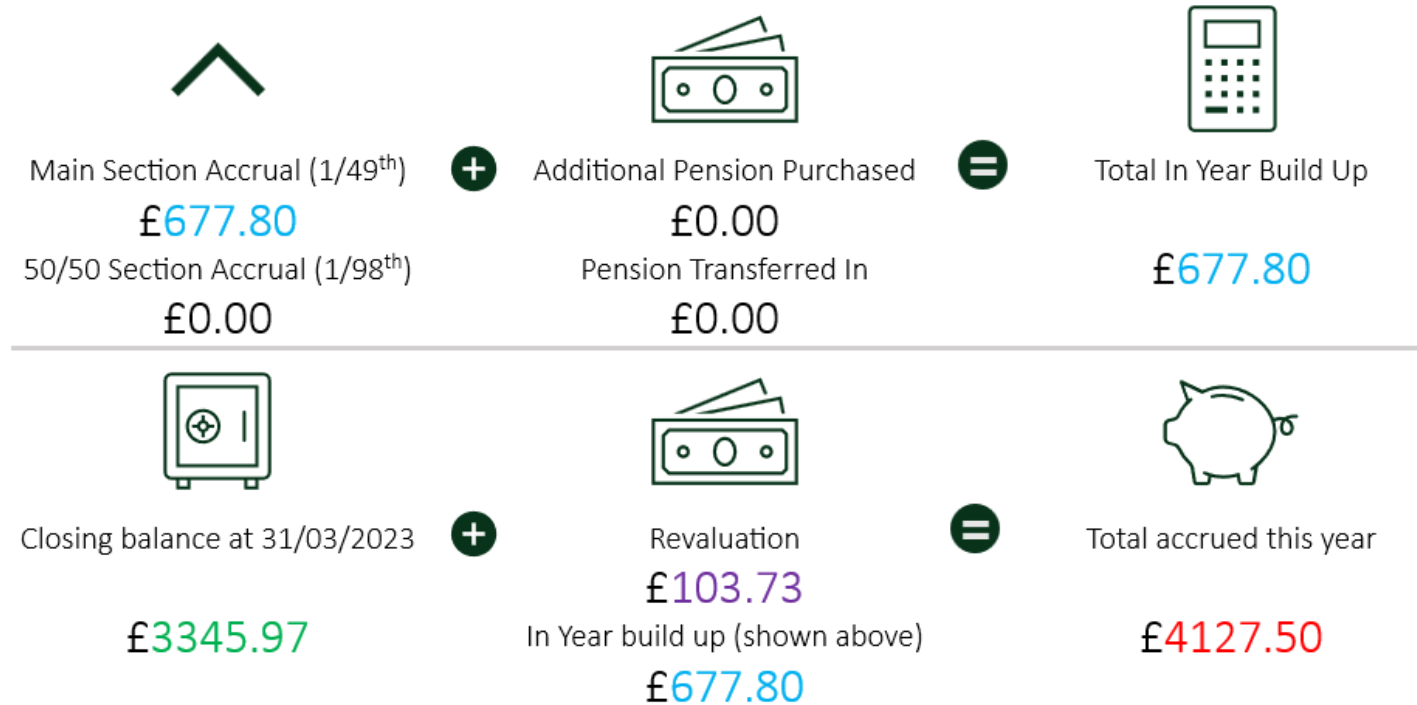 Main Section Accrual (1/49th)
£677.80
50/50 Section Accrual (1/98th)
£0.00
+
Additional Pension Purchased
£0.00
Pension Transferred In
£0.00
=
Total In Year Build Up
£677.80
Closing balance at 31/03/2023
£3345.97
+
Revaluation
£103.73
In Year build up (shown above)
£677.80
=
Total accrued this year
£4127.50